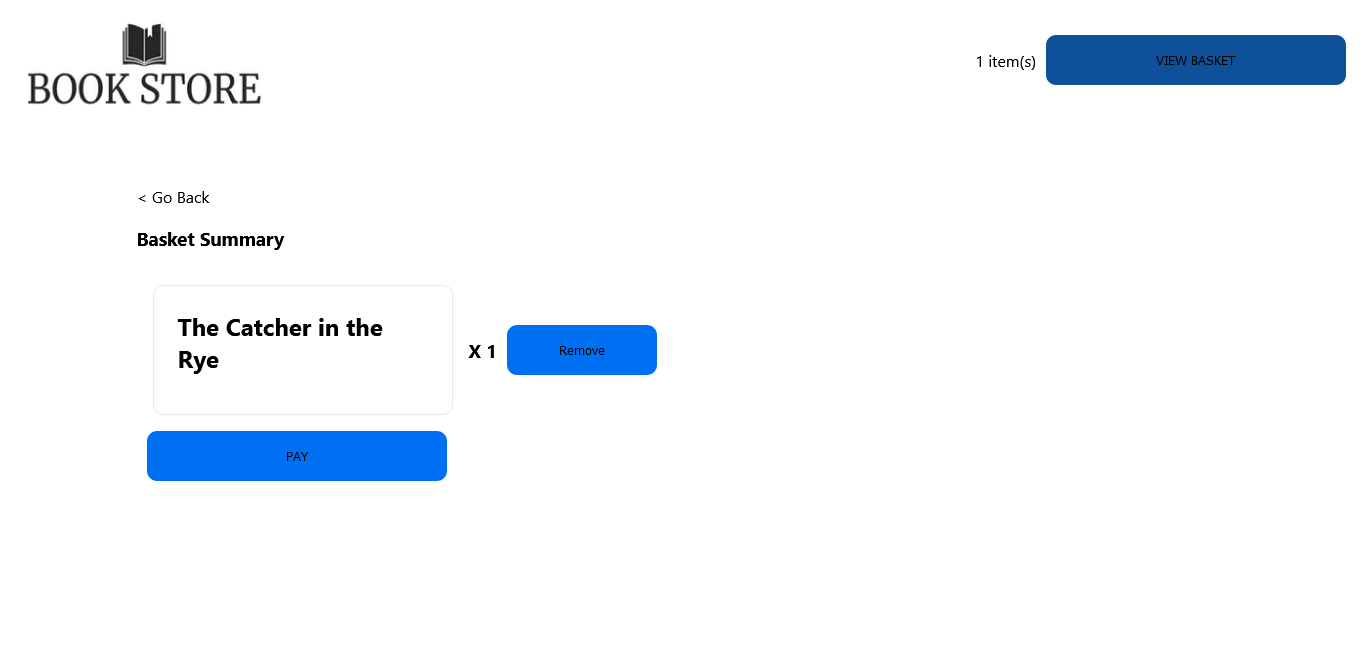 BOOK STORE
1 item(s)
VIEW BASKET
< Go Back
Basket Summary
The Catcher in the
Rye
X 1
Remove
PAY